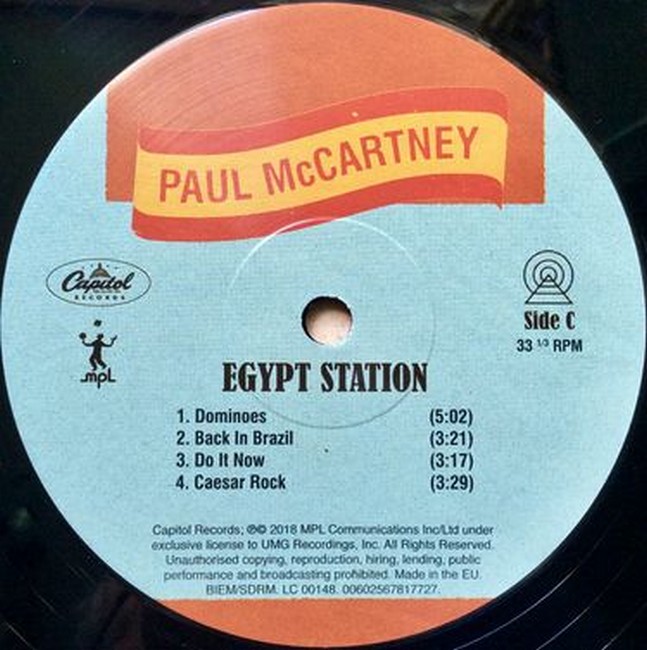 PAUL McCARTNEY
Capitol
RECORDS
mpL
Side C
33 1/3 RPM
EGYPT STATION
1. Dominoes (5:02)
2. Back In Brazil (3:21)
3. Do It Now (3:17)
4. Caesar Rock (3:29)
Capitol Records; ℗© 2018 MPL Communications Inc/Ltd under
exclusive license to UMG Recordings, Inc. All Rights Reserved.
Unauthorised copying, reproduction, hiring, lending, public
performance and broadcasting prohibited. Made in the EU.
BIEM/SDRM. LC 00148. 00602567817727.